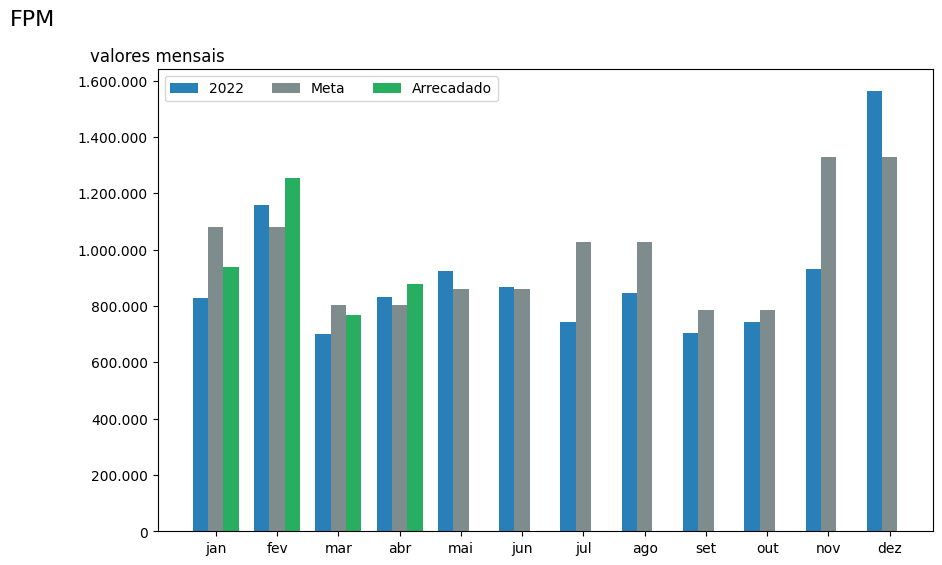 FPM
valores mensais
2022 Meta Arrecadado
1.600.000
1.400.000
1.200.000
1.000.000
800.000
600.000
400.000
200.000
0
jan fev mar abr mai jun jul ago set out nov dez